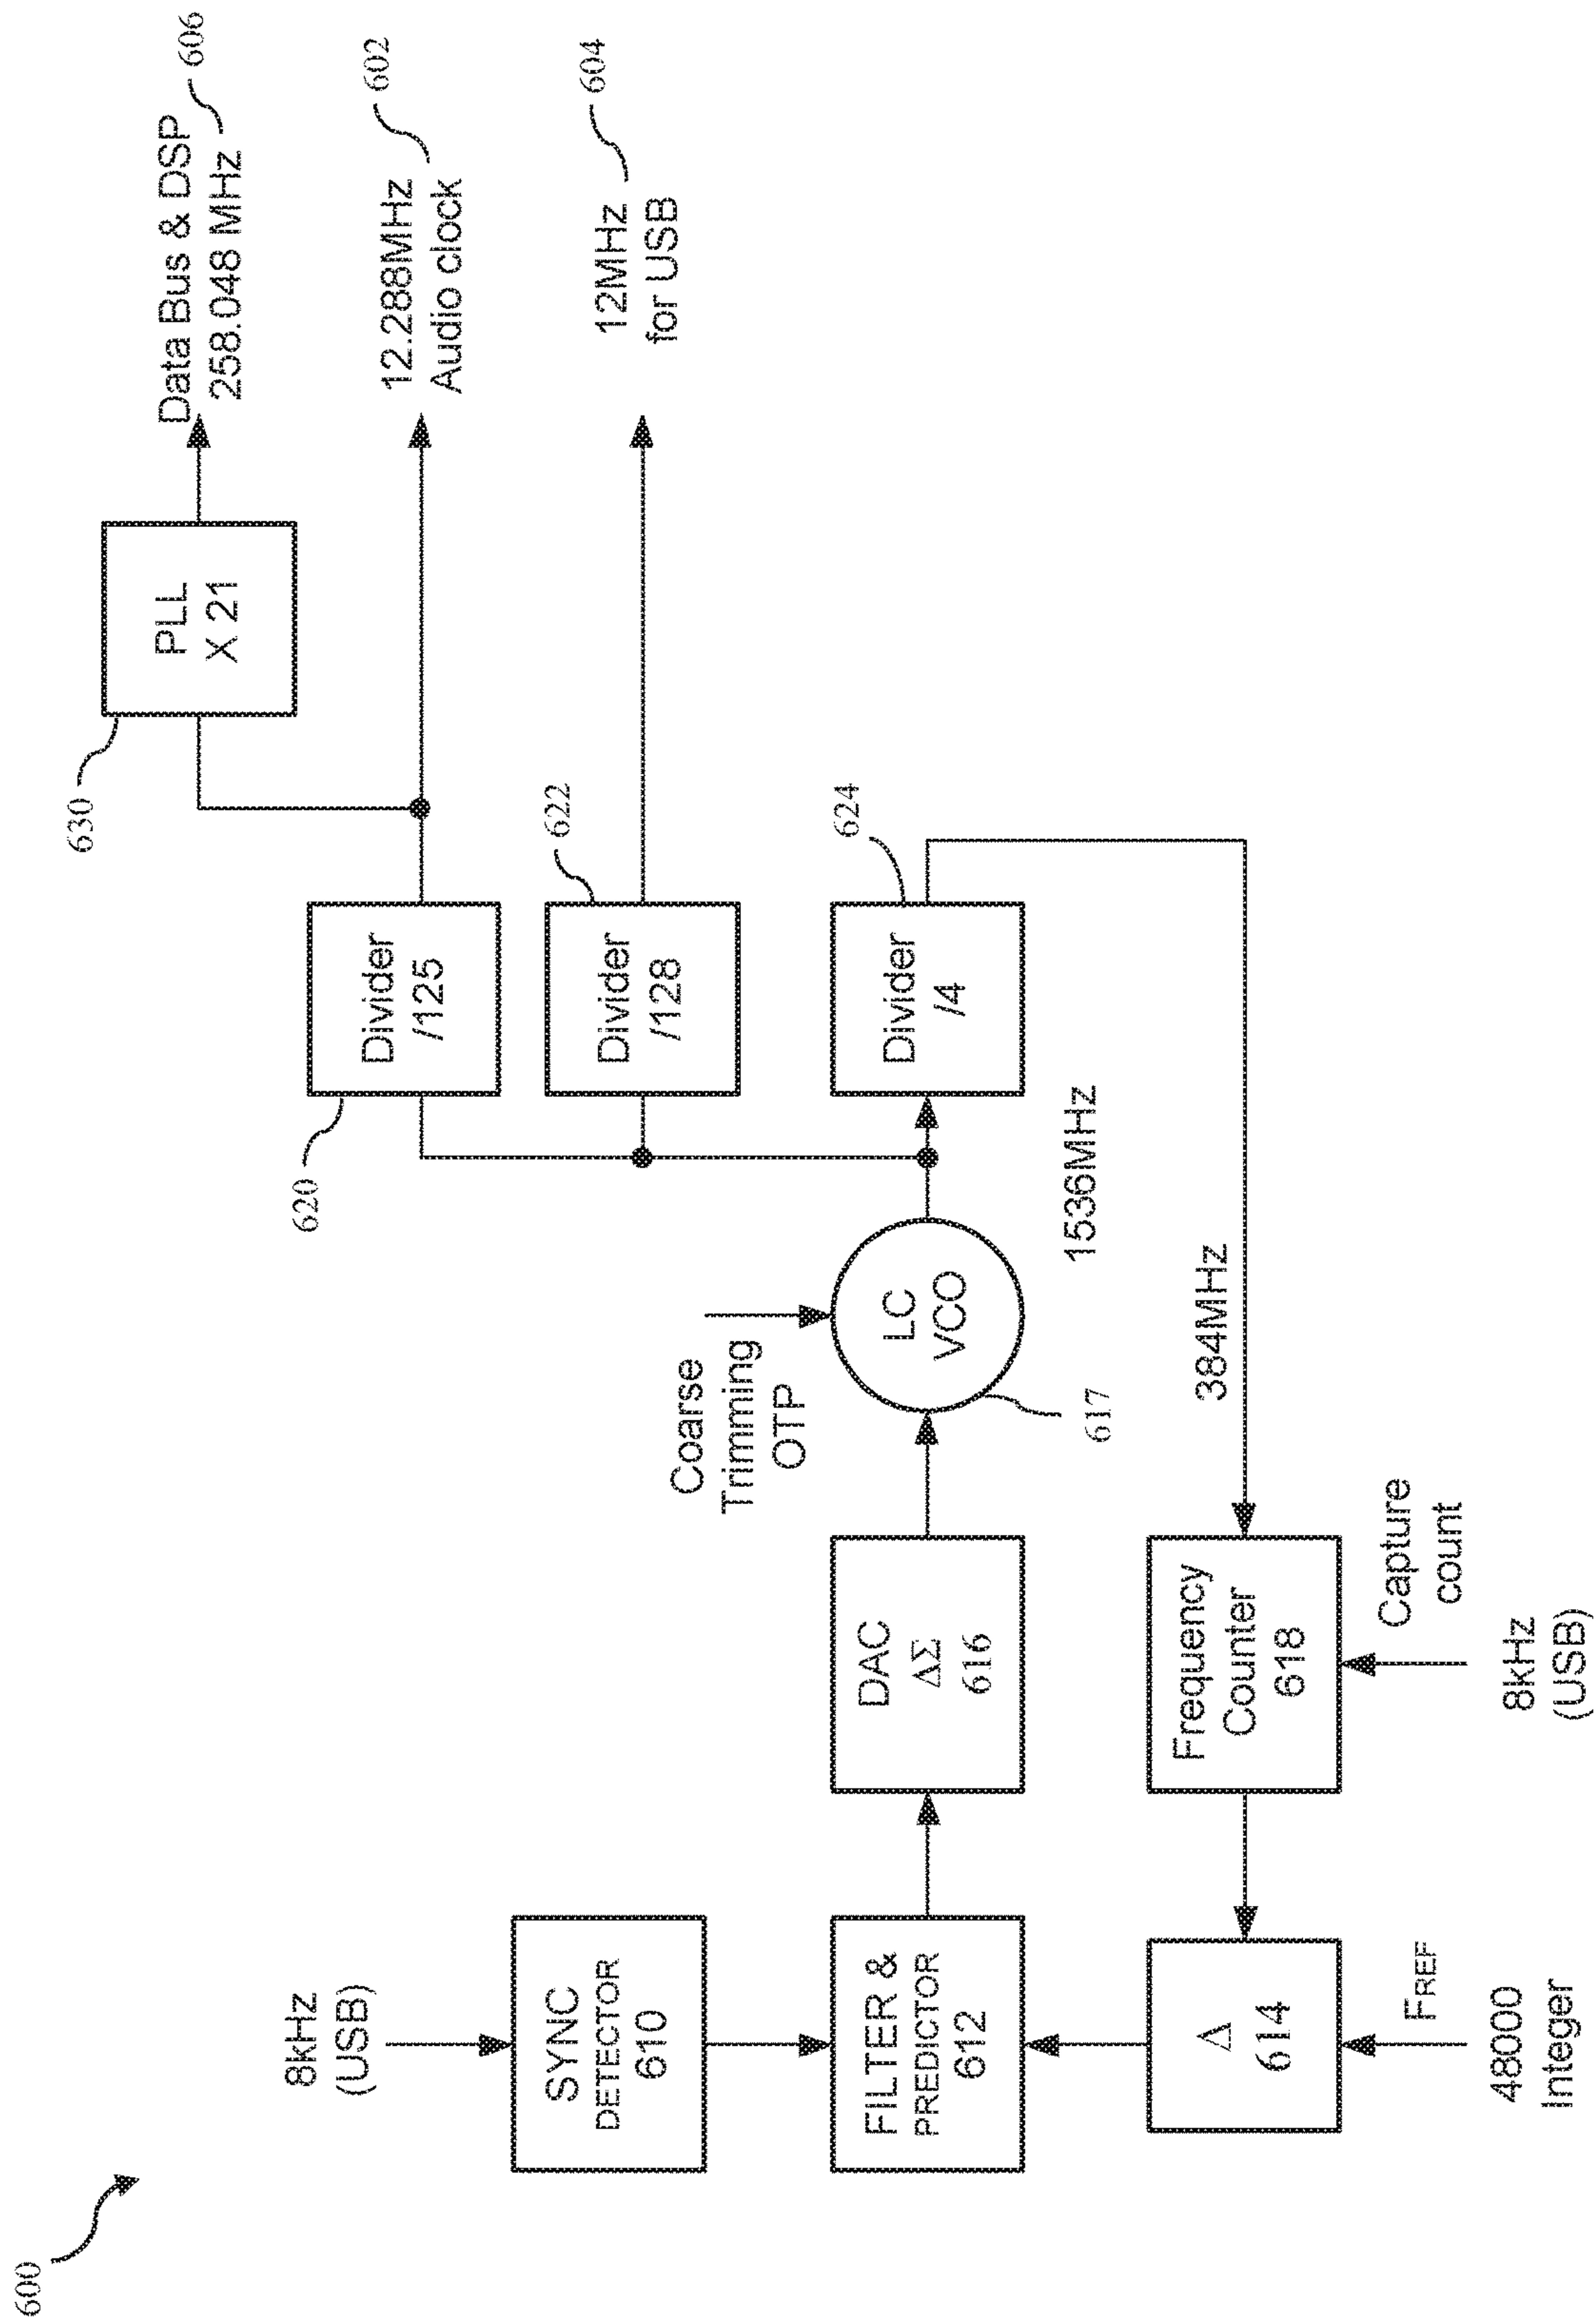 600
8kHz
(USB)
SYNC
DETECTOR
610
FILTER &
PREDICTOR
612
Δ
614
FREF
48000
Integer
DAC
ΔΣ
616
Frequency
Counter
618
Capture
count
8kHz
(USB)
Coarse
Trimming
OTP
LC
VCO
617
1536MHz
384MHz
620
Divider
/125
622
Divider
/128
624
Divider
/4
630
PLL
X 21
Data Bus & DSP
258.048 MHz
606
12.288MHz
Audio clock
602
12MHz
for USB
604